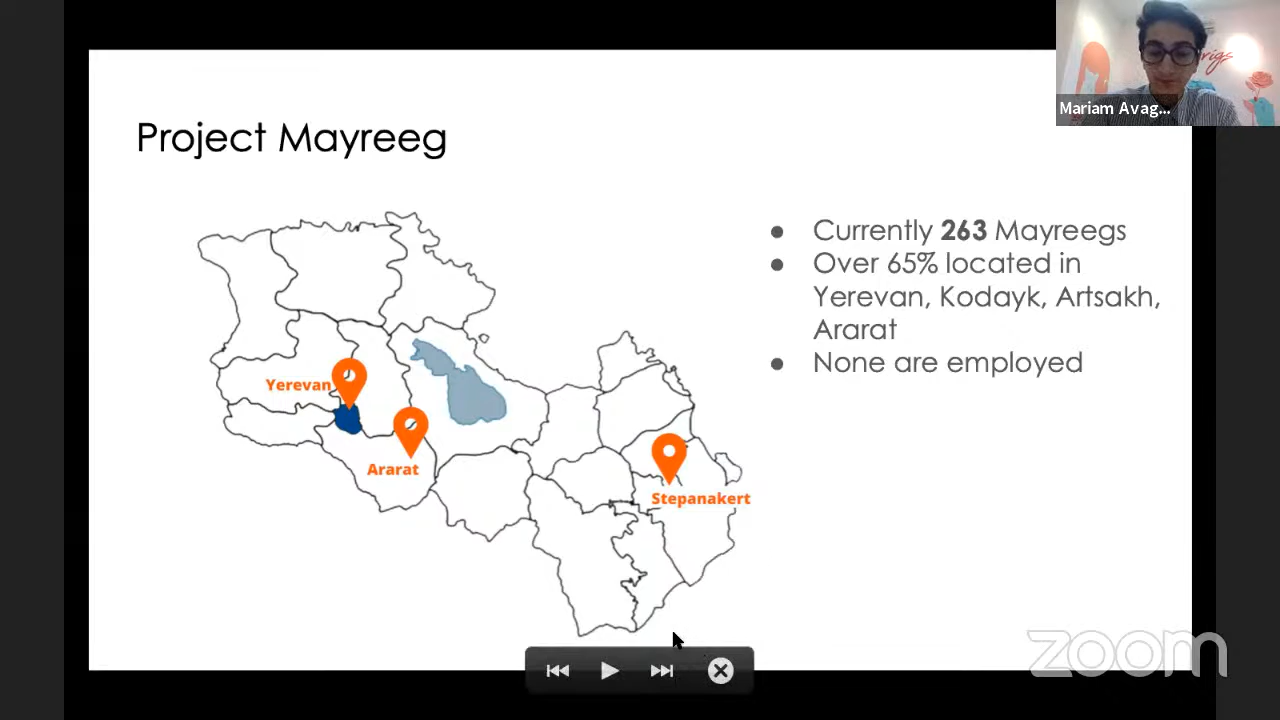 Project Mayreeg
Mariam Avag...
Yerevan
Ararat
Stepanakert
● Currently 263 Mayreegs
● Over 65% located in
Yerevan, Kodayk, Artsakh,
Ararat
● None are employed
zoom